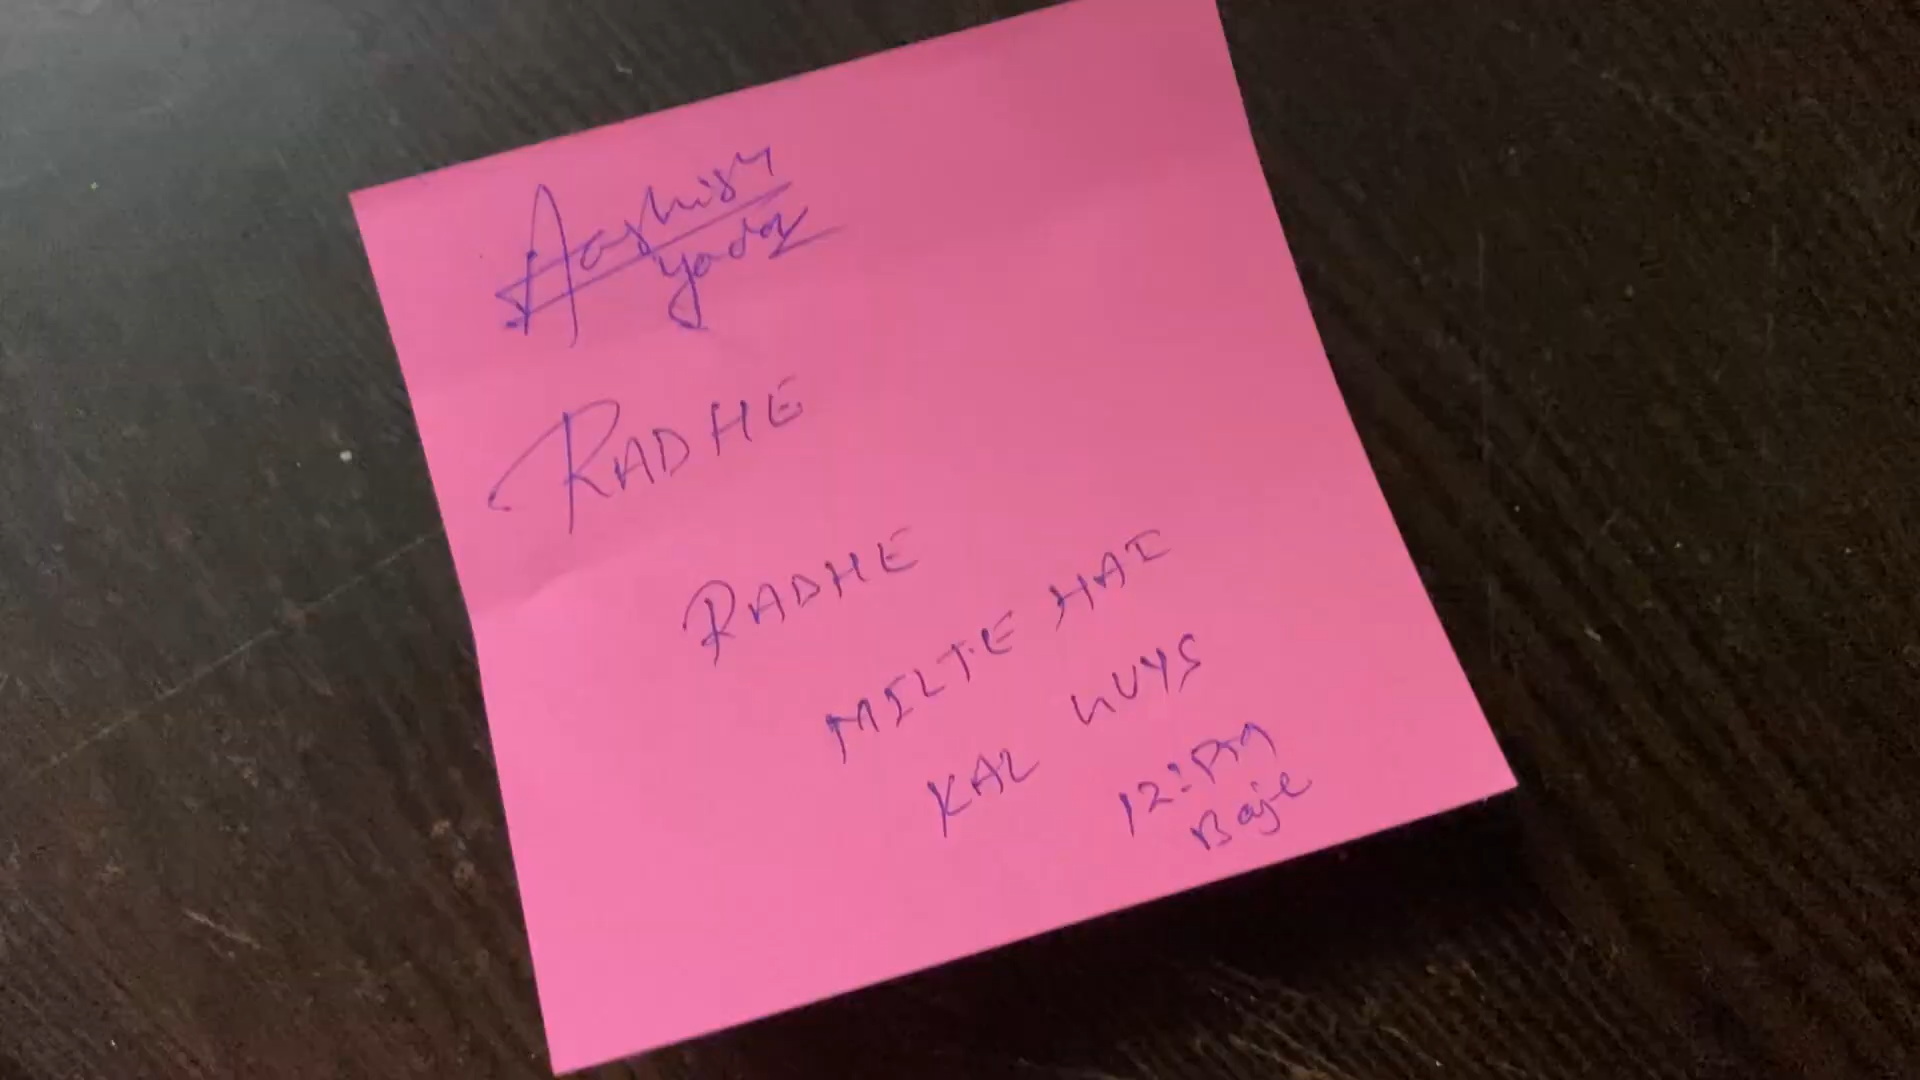 Aashish
Yadav
RADHE
RADHE
MILTE HAI
KAL GUYS
12:PM
Baje